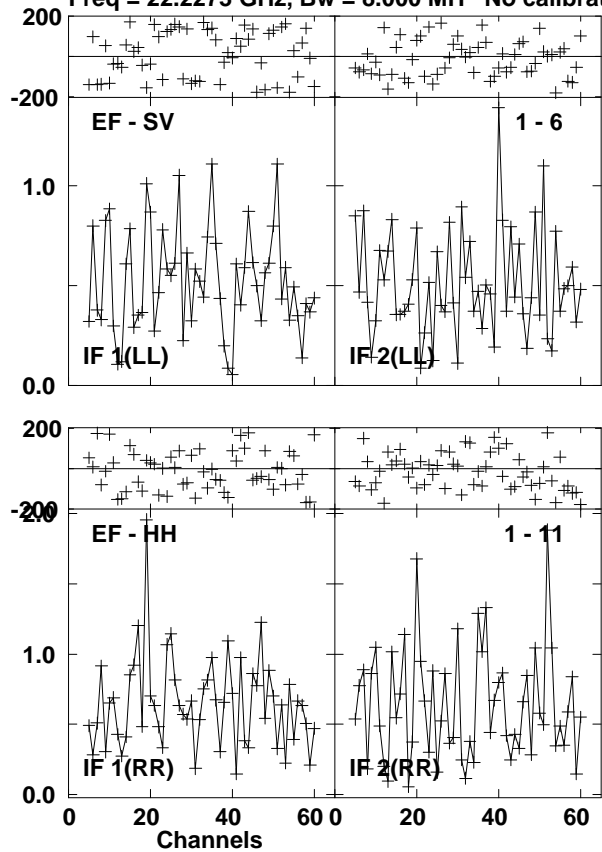 Freq = 22.2275 GHz, Bw = 8.000 MH No calibrat
200
-200
EF - SV
1 - 6
1.0
IF 1(LL)
IF 2(LL)
0.0
200
-200
2.0
EF - HH
1 - 11
1.0
IF 1(RR)
IF 2(RR)
0.0
0 20 40 60 0 20 40 60
Channels